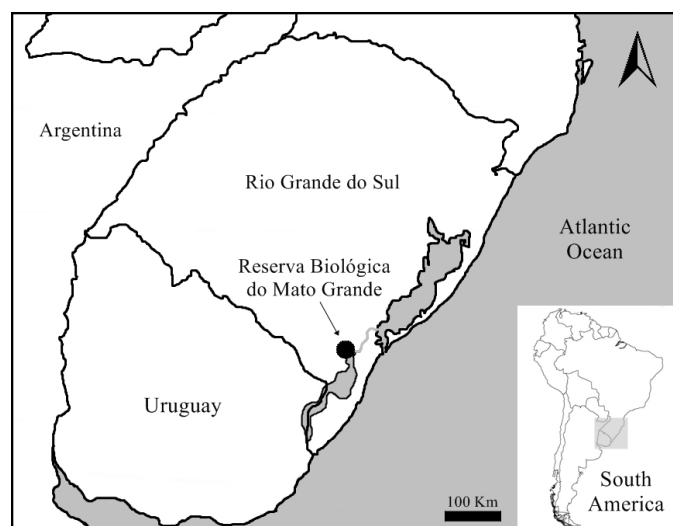 Argentina
Rio Grande do Sul
Atlantic
Ocean
Reserva Biológica
do Mato Grande
Uruguay
100 Km
South
America